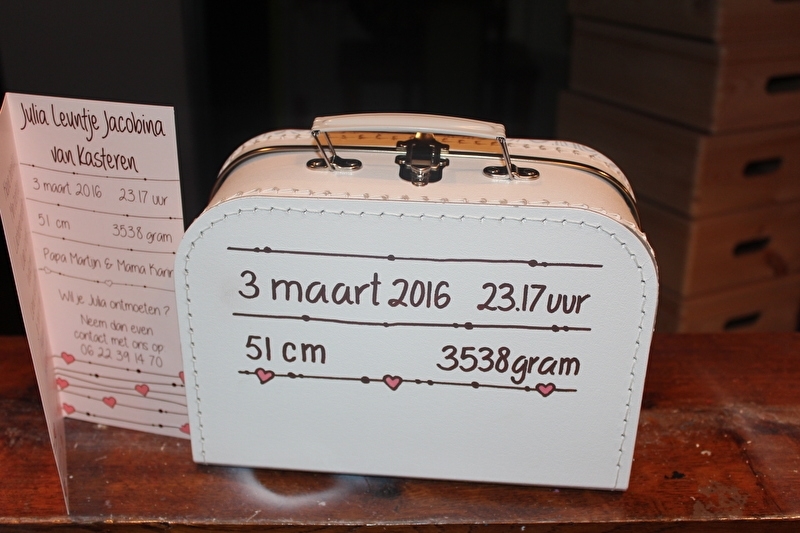 Julia Leuntje Jacobina
van Kasteren
3 maart 2016 23.17 uur
51 cm 3538 gram
Papa Martijn & Mama
Wil je Julia ontmoeten ?
Neem dan even
contact met ons op
06 22 39 14 70
3 maart 2016 23.17 uur
51 cm 3538 gram